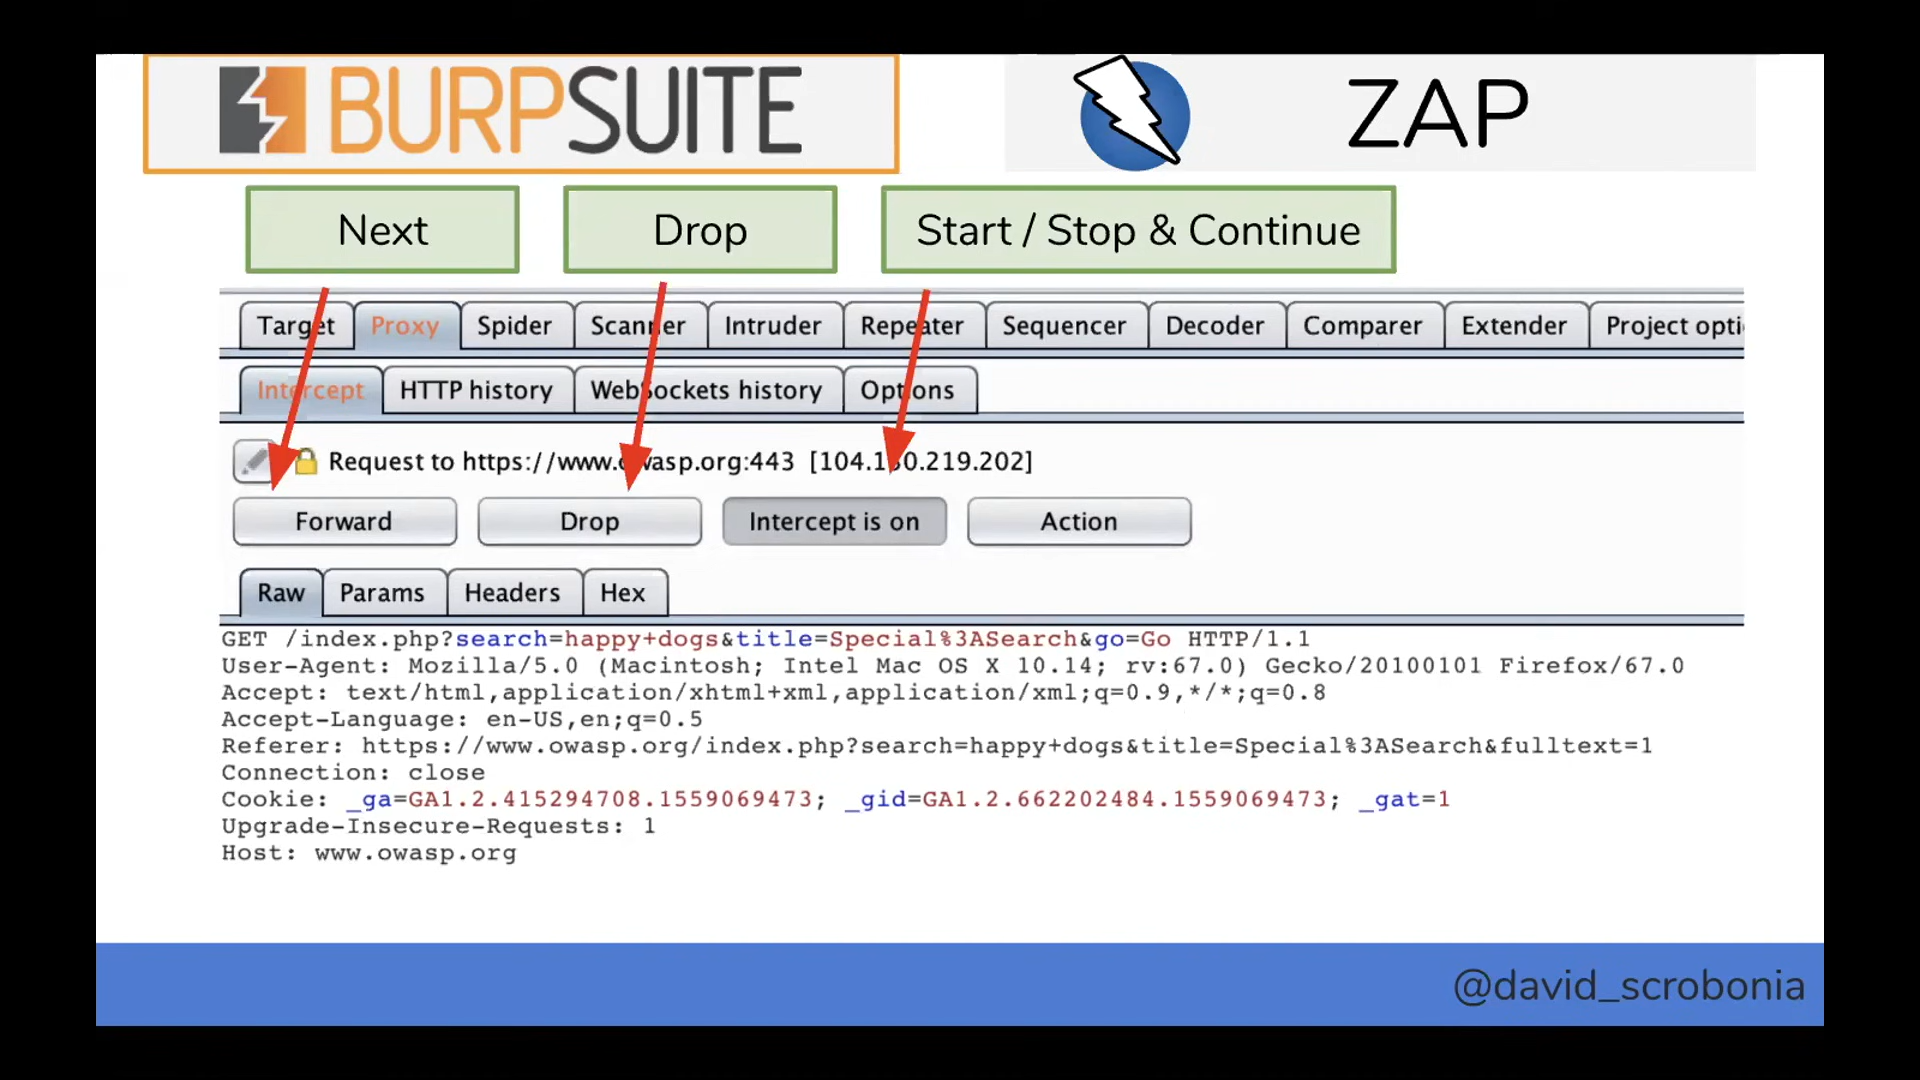 BURPSUITE
ZAP
Next
Drop
Start / Stop & Continue
Target Proxy Spider Scanner Intruder Repeater Sequencer Decoder Comparer Extender Project opti
Intercept HTTP history WebSockets history Options
Request to https://www.owasp.org:443 [104.130.219.202]
Forward Drop Intercept is on Action
Raw Params Headers Hex
GET /index.php?search=happy+dogs&title=Special%3ASearch&go=Go HTTP/1.1
User-Agent: Mozilla/5.0 (Macintosh; Intel Mac OS X 10.14; rv:67.0) Gecko/20100101 Firefox/67.0
Accept: text/html,application/xhtml+xml,application/xml;q=0.9,*/*;q=0.8
Accept-Language: en-US,en;q=0.5
Referer: https://www.owasp.org/index.php?search=happy+dogs&title=Special%3ASearch&fulltext=1
Connection: close
Cookie: _ga=GA1.2.415294708.1559069473; _gid=GA1.2.662202484.1559069473; _gat=1
Upgrade-Insecure-Requests: 1
Host: www.owasp.org
@david_scrobonia